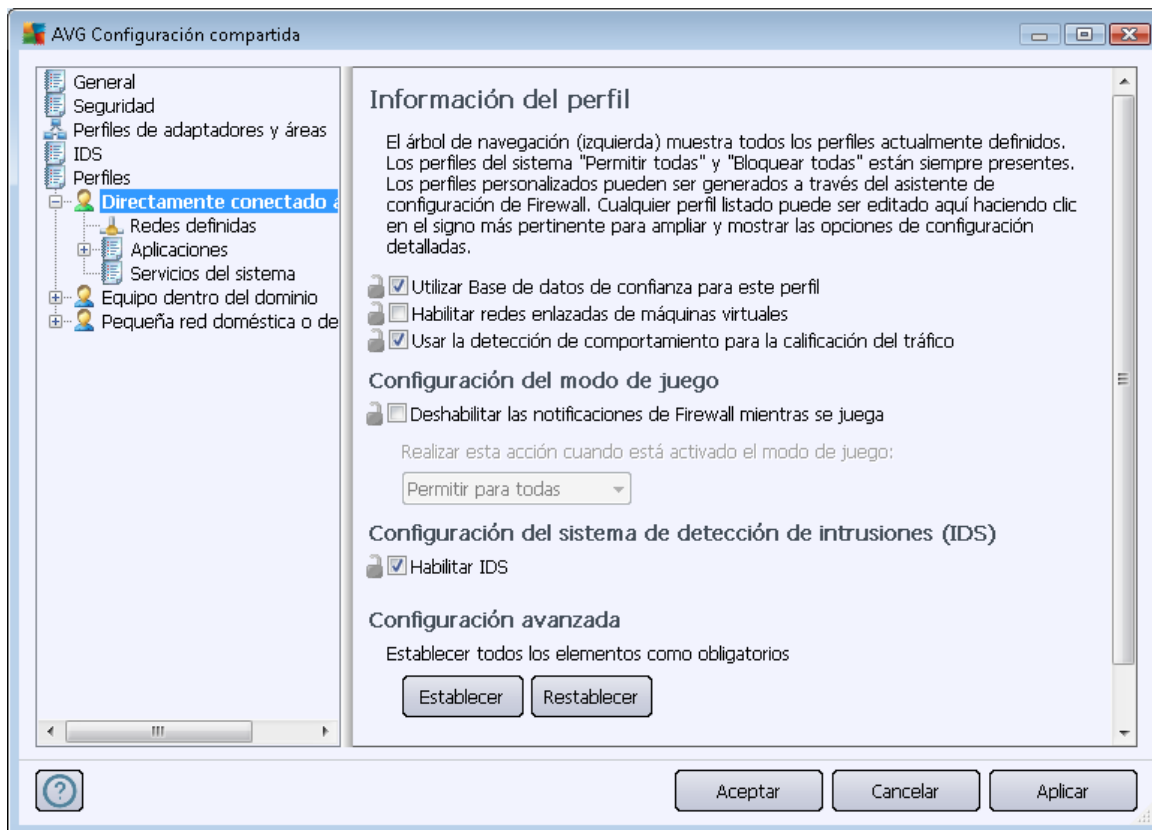 AVG Configuración compartida
General
Seguridad
Perfiles de adaptadores y áreas
IDS
Perfiles
Directamente conectado a
Redes definidas
Aplicaciones
Servicios del sistema
Equipo dentro del dominio
Pequeña red doméstica o de
Información del perfil
El árbol de navegación (izquierda) muestra todos los perfiles actualmente definidos.
Los perfiles del sistema "Permitir todas" y "Bloquear todas" están siempre presentes.
Los perfiles personalizados pueden ser generados a través del asistente de
configuración de Firewall. Cualquier perfil listado puede ser editado aquí haciendo clic
en el signo más pertinente para ampliar y mostrar las opciones de configuración
detalladas.
Utilizar Base de datos de confianza para este perfil
Habilitar redes enlazadas de máquinas virtuales
Usar la detección de comportamiento para la calificación del tráfico
Configuración del modo de juego
Deshabilitar las notificaciones de Firewall mientras se juega
Realizar esta acción cuando está activado el modo de juego:
Permitir para todas
Configuración del sistema de detección de intrusiones (IDS)
Habilitar IDS
Configuración avanzada
Establecer todos los elementos como obligatorios
Establecer
Restablecer
?
Aceptar
Cancelar
Aplicar